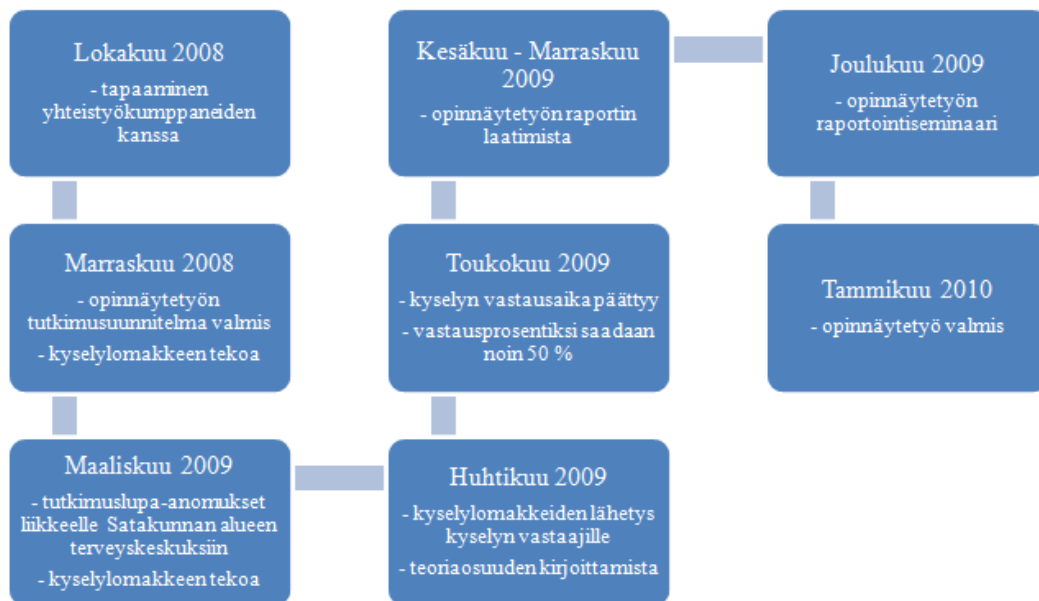 Lokakuu 2008
- tapaaminen
yhteistyökumppaneiden
kanssa
Marraskuu 2008
- opinnäytetyön
tutkimusuunnitelma valmis
- kyselylomakkeen tekoa
Maaliskuu 2009
- tutkimuslupa-anomukset
liikkeelle Satakunnan alueen
terveyskeskuksiin
- kyselylomakkeen tekoa
Huhtikuu 2009
- kyselylomakkeiden lähetys
kyselyn vastaajille
- teoriaosuuden kirjoittamista
Toukokuu 2009
- kyselyn vastausaika päättyy
- vastausprosentiksi saadaan
noin 50 %
Kesäkuu - Marraskuu
2009
- opinnäytetyön raportin
laatimista
Joulukuu 2009
- opinnäytetyön
raportointiseminaari
Tammikuu 2010
- opinnäytetyö valmis